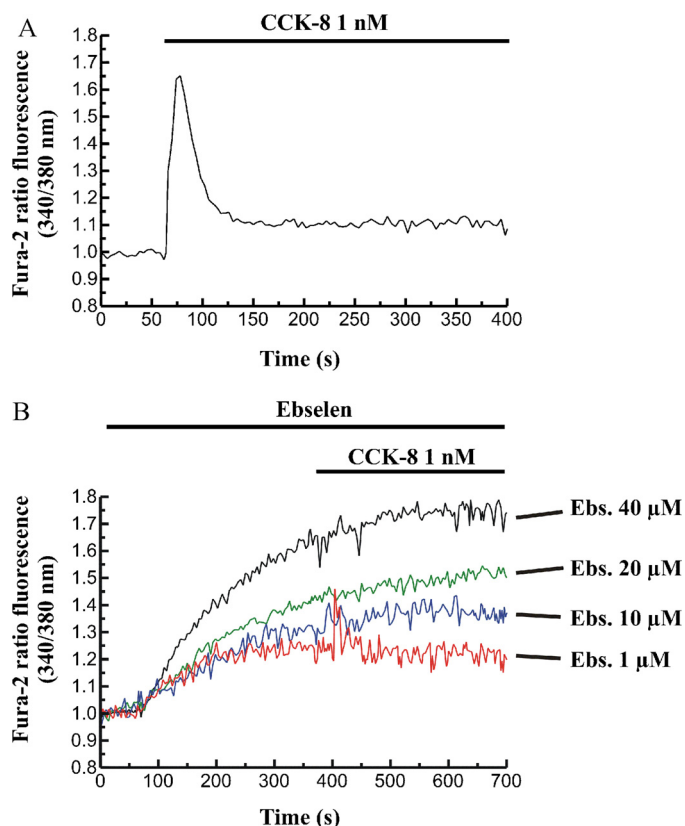 A
CCK-8 1 nM
Fura-2 ratio fluorescence
(340/380 nm)
1.8
1.7
1.6
1.5
1.4
1.3
1.2
1.1
1.0
0.9
0.8
0 50 100 150 200 250 300 350 400
Time (s)
B
Ebselen
CCK-8 1 nM
Fura-2 ratio fluorescence
(340/380 nm)
1.8
1.7
1.6
1.5
1.4
1.3
1.2
1.1
1.0
0.9
0.8
Ebs. 40 µM
Ebs. 20 µM
Ebs. 10 µM
Ebs. 1 µM
0 100 200 300 400 500 600 700
Time (s)